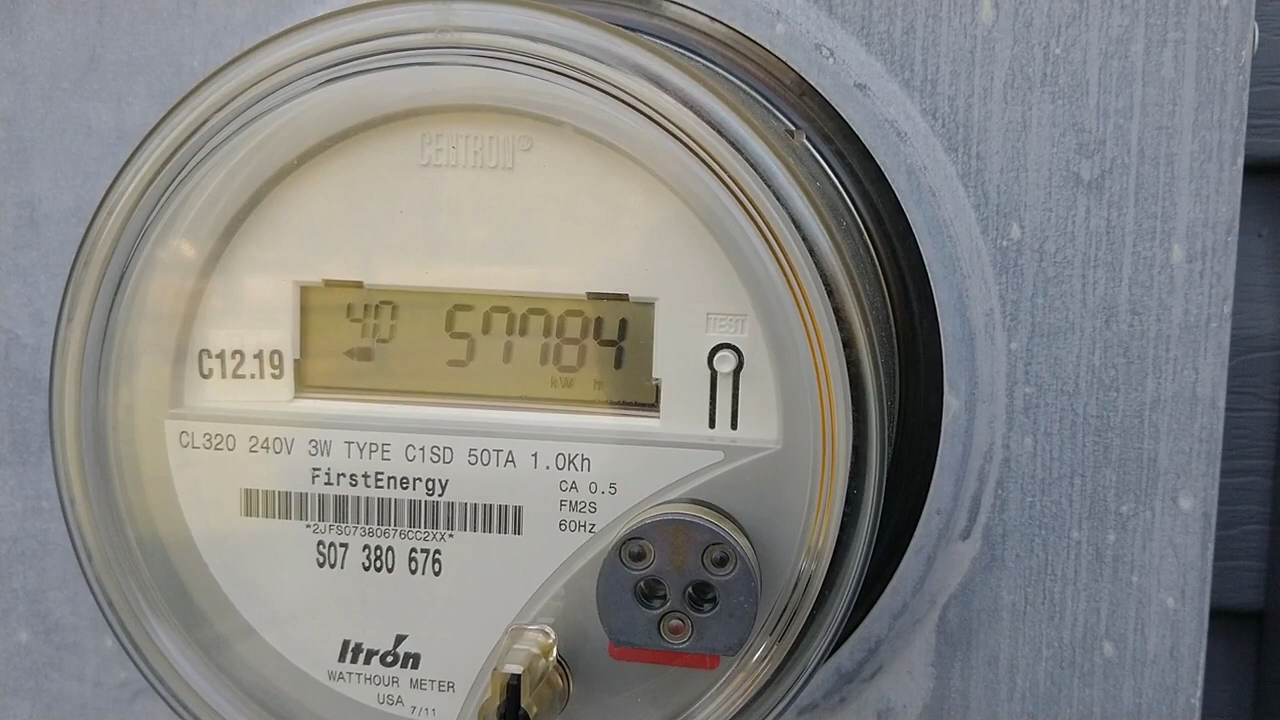 CENTRON®
40 57784
kW h
TEST
C12.19
CL320 240V 3W TYPE C1SD 50TA 1.0Kh
FirstEnergy
CA 0.5
FM2S
60Hz
*2JFS07380676CC2XX*
S07 380 676
Itrón
WATTHOUR METER
USA 7/11